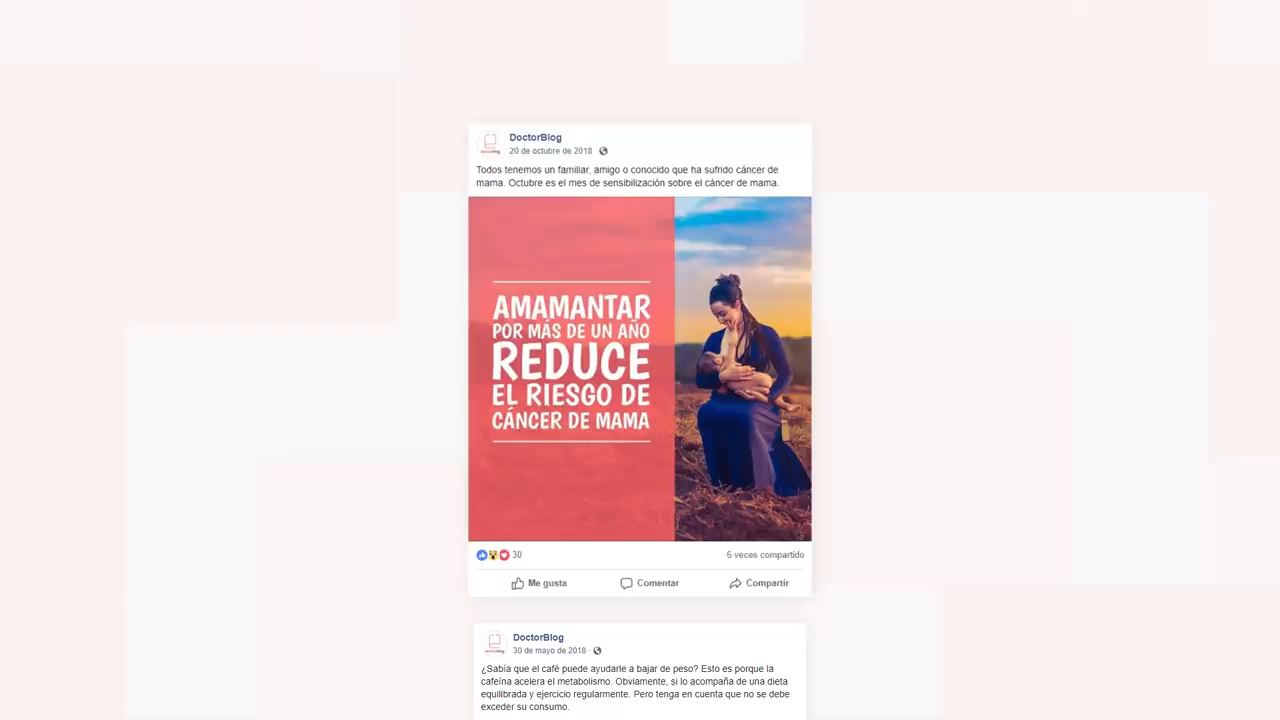 DoctorBlog
20 de octubre de 2018
Todos tenemos un familiar, amigo o conocido que ha sufrido cáncer de
mama. Octubre es el mes de sensibilización sobre el cáncer de mama.
AMAMANTAR
POR MÁS DE UN AÑO
REDUCE
EL RIESGO DE
CÁNCER DE MAMA
30
6 veces compartido
Me gusta
Comentar
Compartir
DoctorBlog
30 de mayo de 2018 ·
¿Sabía que el café puede ayudarle a bajar de peso? Esto es porque la
cafeína acelera el metabolismo. Obviamente, si lo acompaña de una dieta
equilibrada y ejercicio regularmente. Pero tenga en cuenta que no se debe
exceder su consumo.